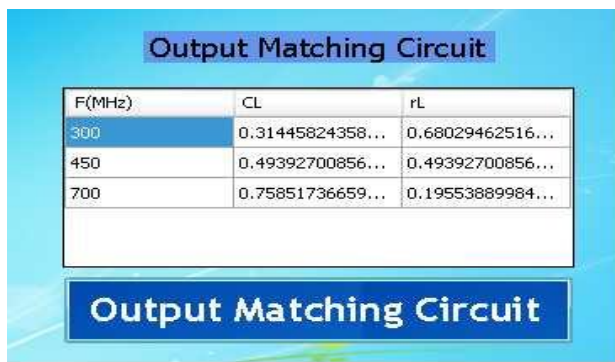 Output Matching Circuit
F(MHz) CL rL
300 0.31445824358... 0.68029462516...
450 0.49392700856... 0.49392700856...
700 0.75851736659... 0.19553889984...
Output Matching Circuit